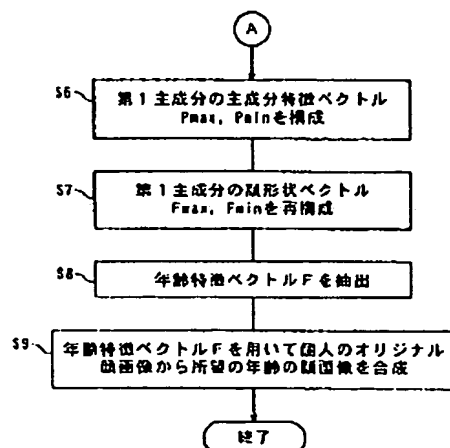 A
S6
第1主成分の主成分特徴ベクトル
Pmax, Pminを構成
S7
第1主成分の顔形状ベクトル
Fmax, Fminを再構成
S8
年齢特徴ベクトルFを抽出
S9
年齢特徴ベクトルFを用いて個人のオリジナル
顔画像から所望の年齢の顔画像を合成
終了